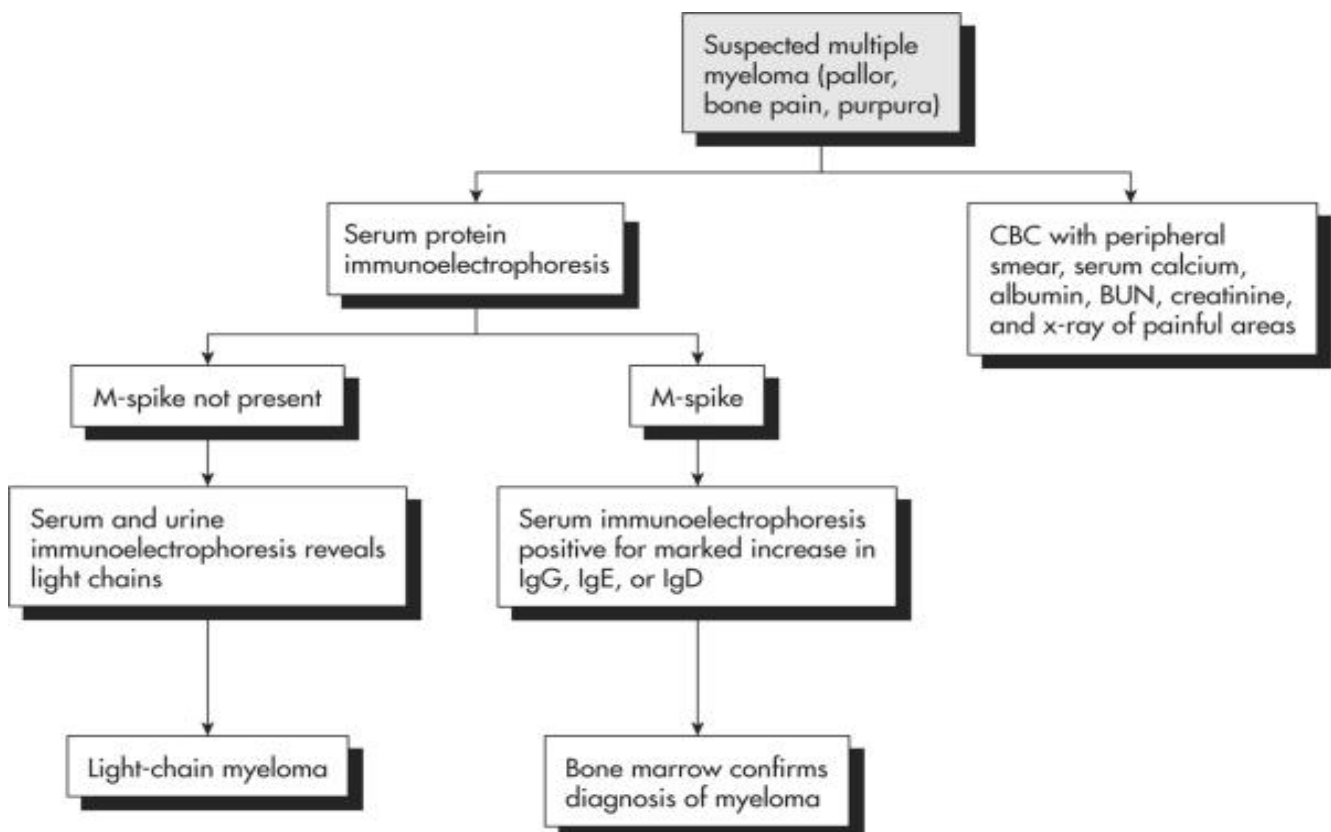 Suspected multiple
myeloma (pallor,
bone pain, purpura)
Serum protein
immunoelectrophoresis
CBC with peripheral
smear, serum calcium,
albumin, BUN, creatinine,
and x-ray of painful areas
M-spike not present
M-spike
Serum and urine
immunoelectrophoresis reveals
light chains
Serum immunoelectrophoresis
positive for marked increase in
IgG, IgE, or IgD
Light-chain myeloma
Bone marrow confirms
diagnosis of myeloma